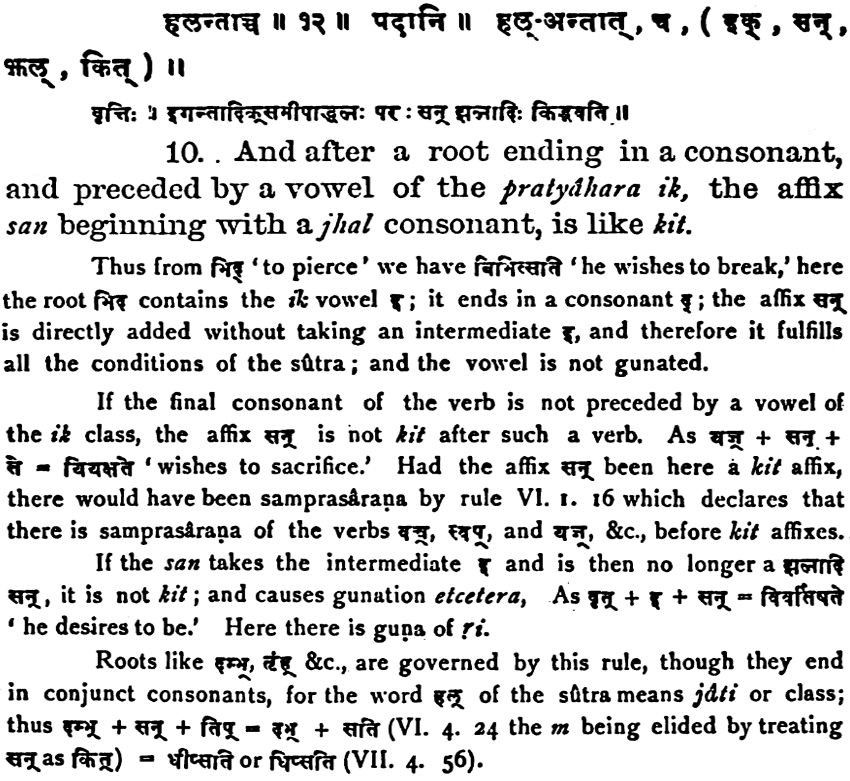 हलन्ताच्च ॥ १२ ॥ पदानि ॥ हल्-अन्तात्, च, ( इक्, सन्,
झल्, कित् ) ॥
वृत्तिः ॥ इगन्तादिक्समीपाद्धलः परः सन् झलादिः किद्भवति ॥
10. . And after a root ending in a consonant,
and preceded by a vowel of the pratyâhara ik, the affix
san beginning with a jhal consonant, is like kit.
Thus from भिद् 'to pierce' we have बिभित्साति 'he wishes to break,' here
the root भिद contains the ik vowel इ; it ends in a consonant द्; the affix सन्
is directly added without taking an intermediate इ, and therefore it fulfills
all the conditions of the sûtra; and the vowel is not gunated.
If the final consonant of the verb is not preceded by a vowel of
the ik class, the affix सन् is not kit after such a verb. As यज् + सन् +
ते = यियक्षते 'wishes to sacrifice.' Had the affix सन् been here a kit affix,
there would have been samprasâraṇa by rule VI. 1. 16 which declares that
there is samprasâraṇa of the verbs वच्, स्वप्, and यज्, &c., before kit affixes.
If the san takes the intermediate इ and is then no longer a झलादि
सन्, it is not kit; and causes gunation etcetera, As वृत् + इ + सन् = विवर्तिषते
'he desires to be.' Here there is guṇa of ṛi.
Roots like दम्भ्, &c., are governed by this rule, though they end
in conjunct consonants, for the word हल् of the sûtra means jâti or class;
thus दम्भ् + सन् + तिप् = दभ् + सति (VI. 4. 24 the m being elided by treating
सन् as कित्) = धीप्साति or धिप्सति (VII. 4. 56).